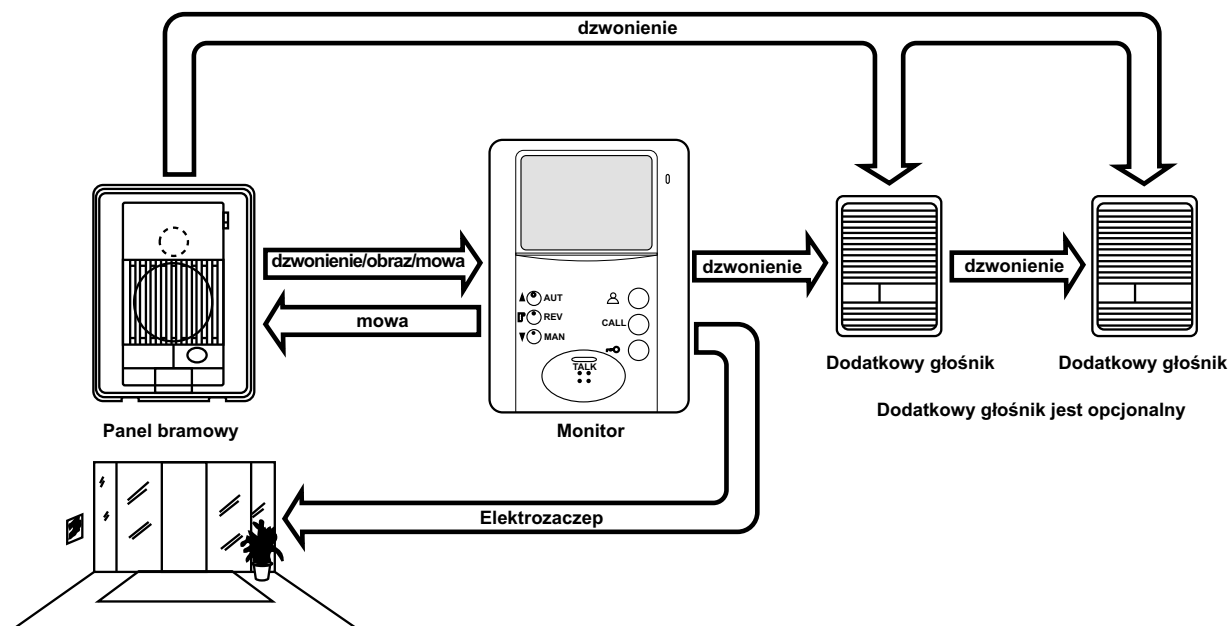 dzwonienie
dzwonienie/obraz/mowa
mowa
dzwonienie
dzwonienie
AUT
REV
MAN
CALL
TALK
Panel bramowy
Monitor
Dodatkowy głośnik
Dodatkowy głośnik
Dodatkowy głośnik jest opcjonalny
Elektrozaczep